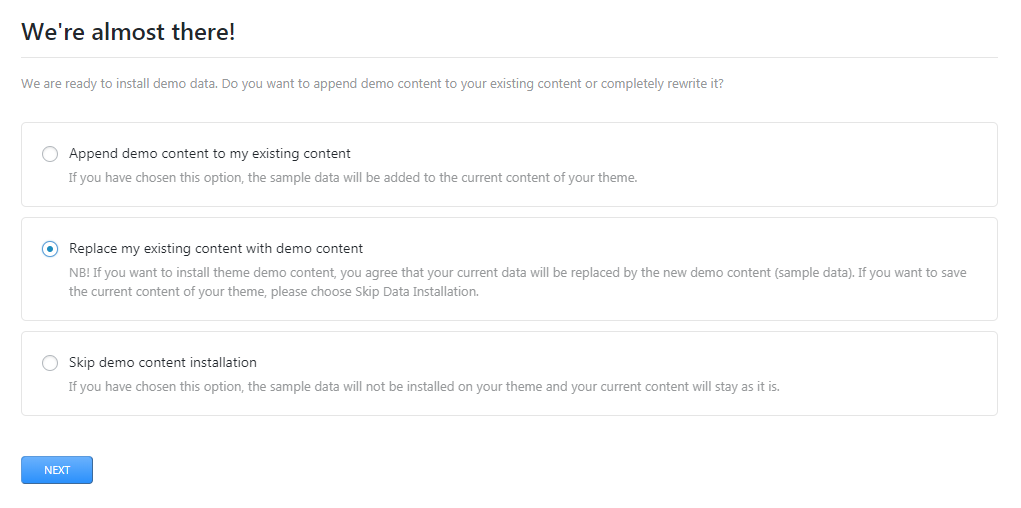 We're almost there!
We are ready to install demo data. Do you want to append demo content to your existing content or completely rewrite it?
Append demo content to my existing content
If you have chosen this option, the sample data will be added to the current content of your theme.
Replace my existing content with demo content
NB! If you want to install theme demo content, you agree that your current data will be replaced by the new demo content (sample data). If you want to save
the current content of your theme, please choose Skip Data Installation.
Skip demo content installation
If you have chosen this option, the sample data will not be installed on your theme and your current content will stay as it is.
NEXT